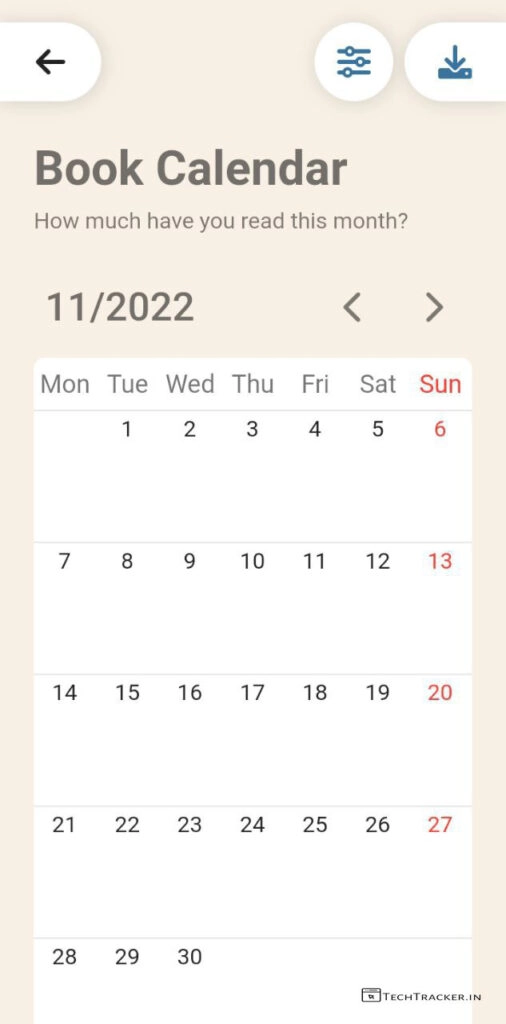 Book Calendar
How much have you read this month?
11/2022
Mon Tue Wed Thu Fri Sat Sun
1 2 3 4 5 6
7 8 9 10 11 12 13
14 15 16 17 18 19 20
21 22 23 24 25 26 27
28 29 30
TECHTRACKER.IN